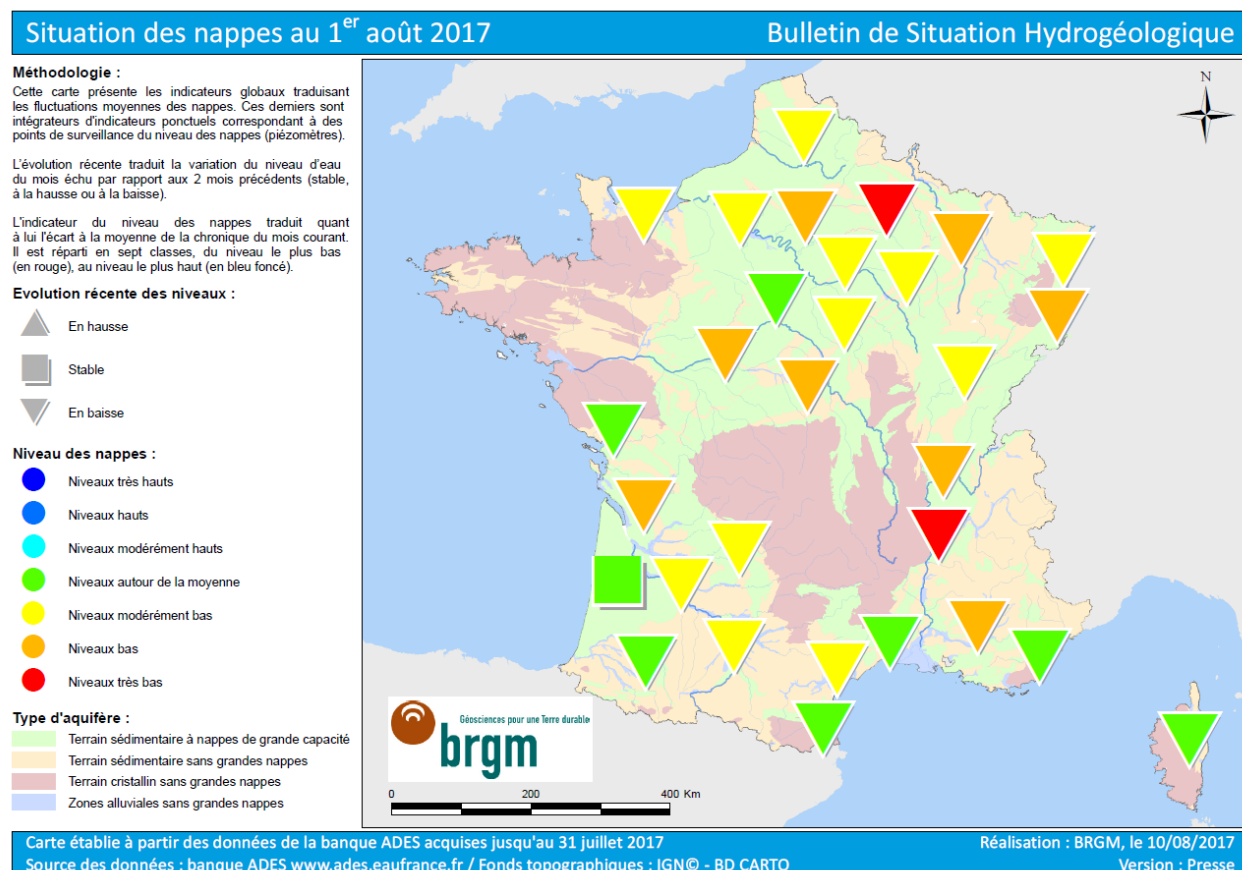 Situation des nappes au 1er août 2017
Bulletin de Situation Hydrogéologique
Méthodologie :
Cette carte présente les indicateurs globaux traduisant
les fluctuations moyennes des nappes. Ces derniers sont
intégrateurs d'indicateurs ponctuels correspondant à des
points de surveillance du niveau des nappes (piézomètres).
L'évolution récente traduit la variation du niveau d'eau
du mois échu par rapport aux 2 mois précédents (stable,
à la hausse ou à la baisse).
L'indicateur du niveau des nappes traduit quant
à lui l'écart à la moyenne de la chronique du mois courant.
Il est réparti en sept classes, du niveau le plus bas
(en rouge), au niveau le plus haut (en bleu foncé).
Evolution récente des niveaux :
En hausse
Stable
En baisse
Niveau des nappes :
Niveaux très hauts
Niveaux hauts
Niveaux modérément hauts
Niveaux autour de la moyenne
Niveaux modérément bas
Niveaux bas
Niveaux très bas
Type d'aquifère :
Terrain sédimentaire à nappes de grande capacité
Terrain sédimentaire sans grandes nappes
Terrain cristallin sans grandes nappes
Zones alluviales sans grandes nappes
N
Géosciences pour une Terre durable
brgm
0 200 400 Km
Carte établie à partir des données de la banque ADES acquises jusqu'au 31 juillet 2017
Réalisation : BRGM, le 10/08/2017
Source des données : banque ADES www.ades.eaufrance.fr / Fonds topographiques : IGN© - BD CARTO
Version : Presse